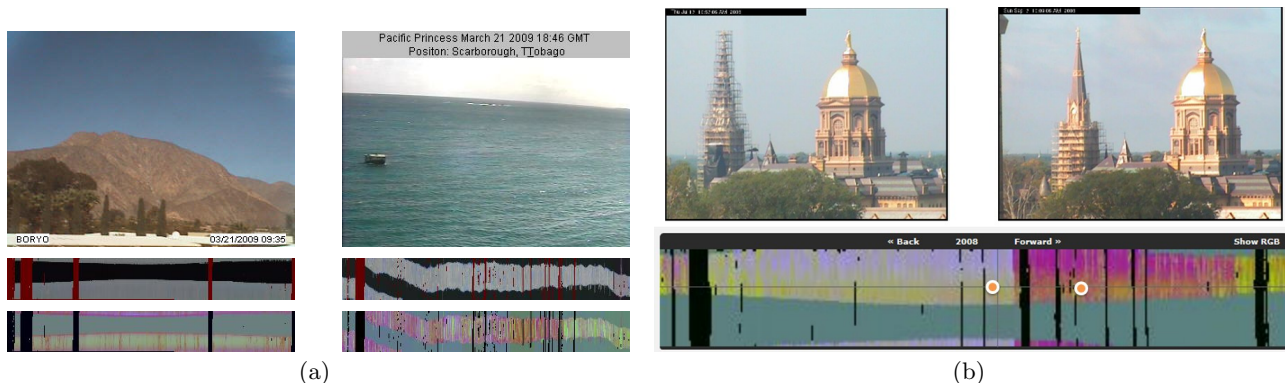 Pacific Princess March 21 2009 18:46 GMT
Positon: Scarborough, TTobago
BORYO
03/21/2009 09:35
« Back
2008
Forward »
Show RGB
(a)
(b)